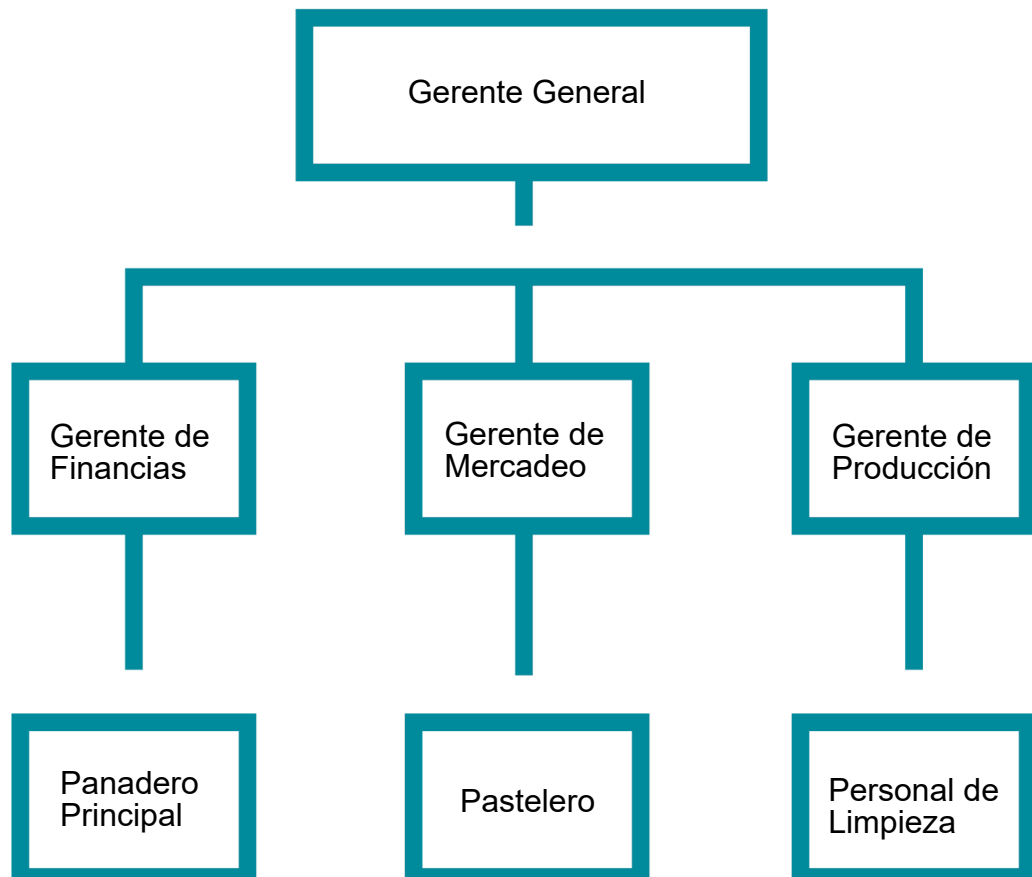 Gerente General
Gerente de
Financias
Gerente de
Mercadeo
Gerente de
Producción
Panadero
Principal
Pastelero
Personal de
Limpieza